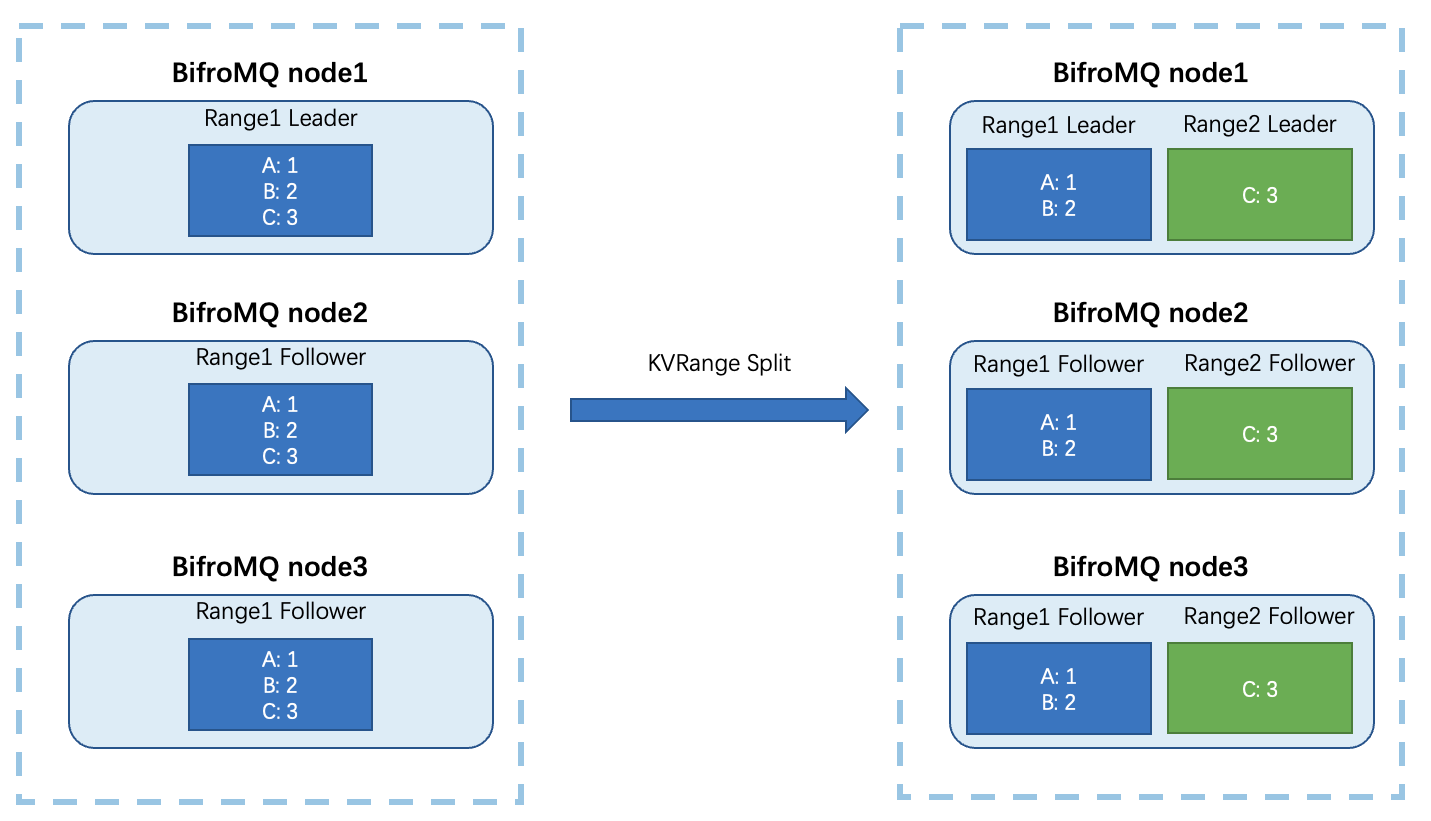 BifroMQ node1
Range1 Leader
A: 1
B: 2
C: 3
BifroMQ node2
Range1 Follower
A: 1
B: 2
C: 3
BifroMQ node3
Range1 Follower
A: 1
B: 2
C: 3
KVRange Split
BifroMQ node1
Range1 Leader
A: 1
B: 2
Range2 Leader
C: 3
BifroMQ node2
Range1 Follower
A: 1
B: 2
Range2 Follower
C: 3
BifroMQ node3
Range1 Follower
A: 1
B: 2
Range2 Follower
C: 3